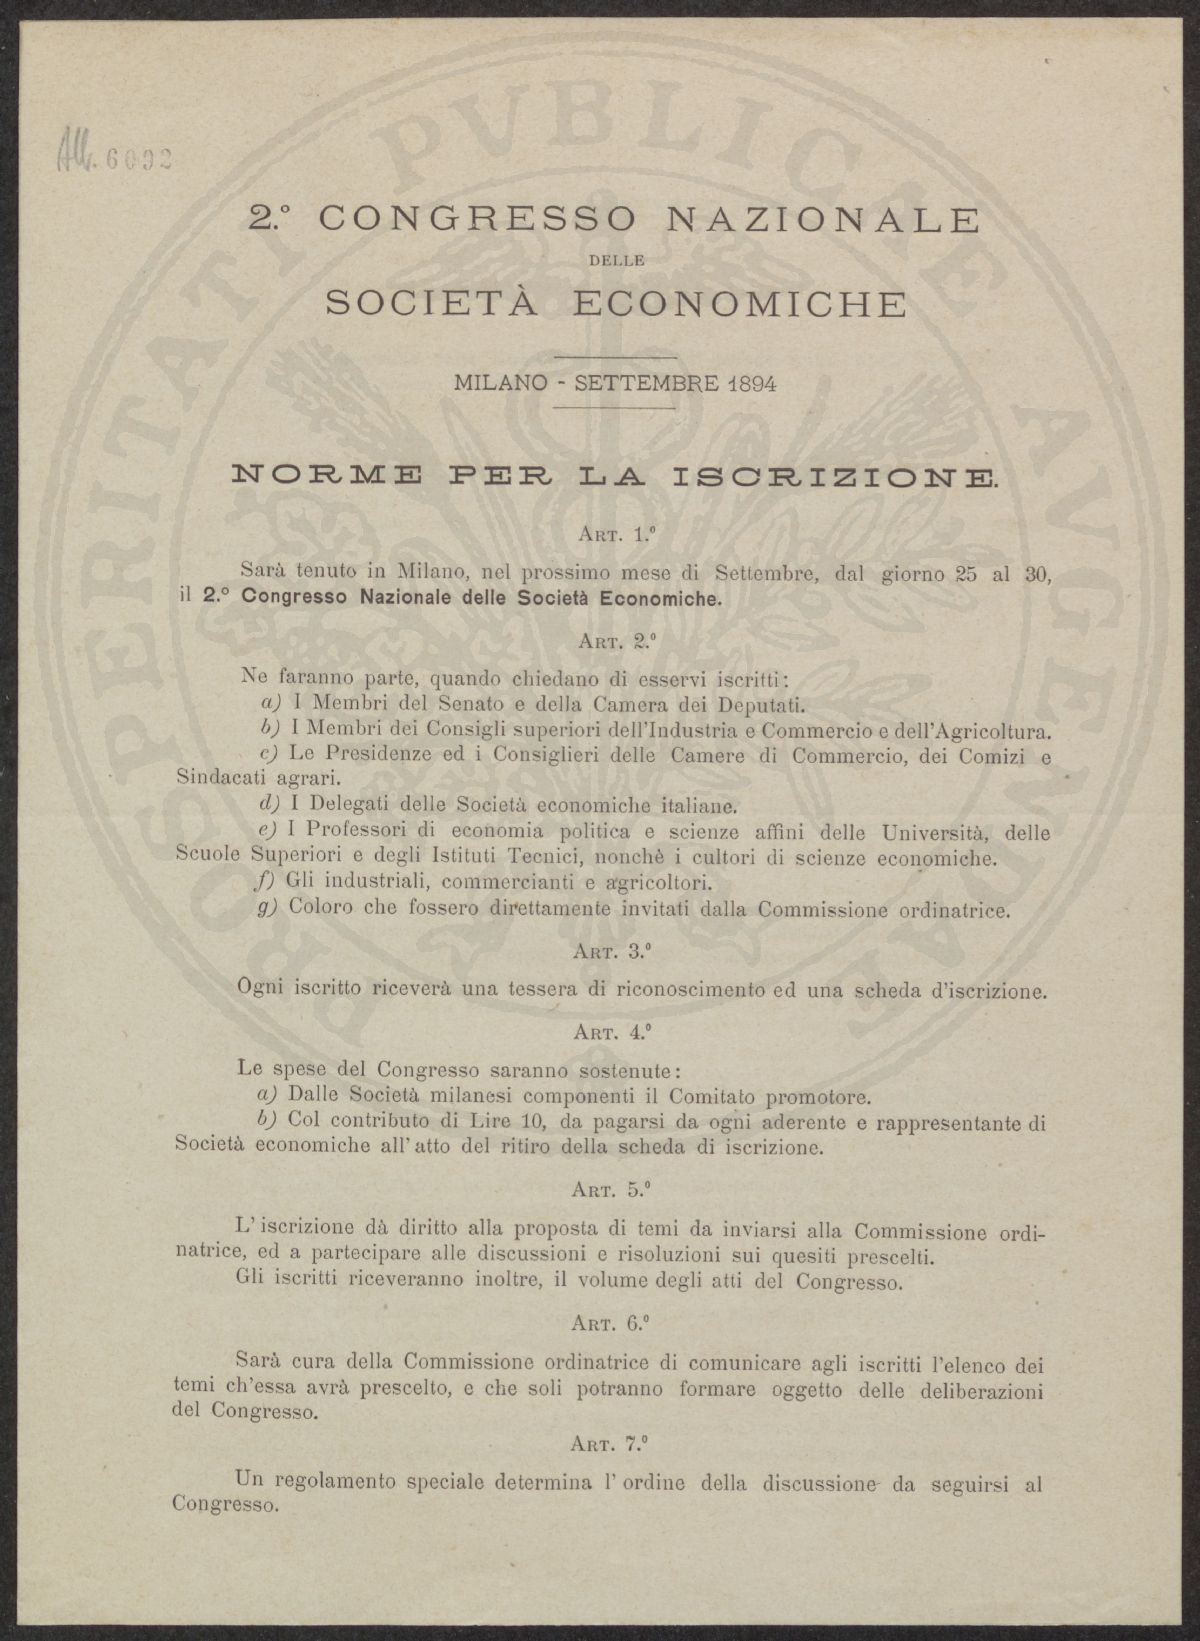 All. 6092
2.º CONGRESSO NAZIONALE
DELLE
SOCIETÀ ECONOMICHE
MILANO - SETTEMBRE 1894
NORME PER LA ISCRIZIONE.
ART. 1.º
Sarà tenuto in Milano, nel prossimo mese di Settembre, dal giorno 25 al 30,
il 2.º Congresso Nazionale delle Società Economiche.
ART. 2.º
Ne faranno parte, quando chiedano di esservi iscritti:
a) I Membri del Senato e della Camera dei Deputati.
b) I Membri dei Consigli superiori dell'Industria e Commercio e dell'Agricoltura.
c) Le Presidenze ed i Consiglieri delle Camere di Commercio, dei Comizi e
Sindacati agrari.
d) I Delegati delle Società economiche italiane.
e) I Professori di economia politica e scienze affini delle Università, delle
Scuole Superiori e degli Istituti Tecnici, nonchè i cultori di scienze economiche.
f) Gli industriali, commercianti e agricoltori.
g) Coloro che fossero direttamente invitati dalla Commissione ordinatrice.
ART. 3.º
Ogni iscritto riceverà una tessera di riconoscimento ed una scheda d'iscrizione.
ART. 4.º
Le spese del Congresso saranno sostenute:
a) Dalle Società milanesi componenti il Comitato promotore.
b) Col contributo di Lire 10, da pagarsi da ogni aderente e rappresentante di
Società economiche all'atto del ritiro della scheda di iscrizione.
ART. 5.º
L'iscrizione dà diritto alla proposta di temi da inviarsi alla Commissione ordi-
natrice, ed a partecipare alle discussioni e risoluzioni sui quesiti prescelti.
Gli iscritti riceveranno inoltre, il volume degli atti del Congresso.
ART. 6.º
Sarà cura della Commissione ordinatrice di comunicare agli iscritti l'elenco dei
temi ch'essa avrà prescelto, e che soli potranno formare oggetto delle deliberazioni
del Congresso.
ART. 7.º
Un regolamento speciale determina l'ordine della discussione da seguirsi al
Congresso.
PROSPERITATI PUBLICAE AUGENDAE